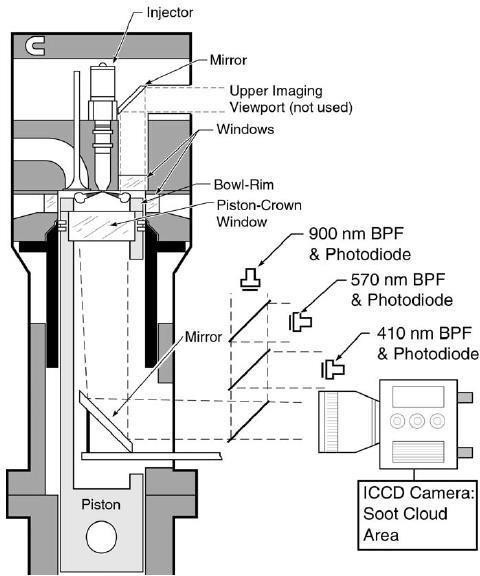 Injector
Mirror
Upper Imaging
Viewport (not used)
Windows
Bowl-Rim
Piston-Crown
Window
900 nm BPF
& Photodiode
570 nm BPF
& Photodiode
410 nm BPF
& Photodiode
Mirror
Piston
ICCD Camera:
Soot Cloud
Area